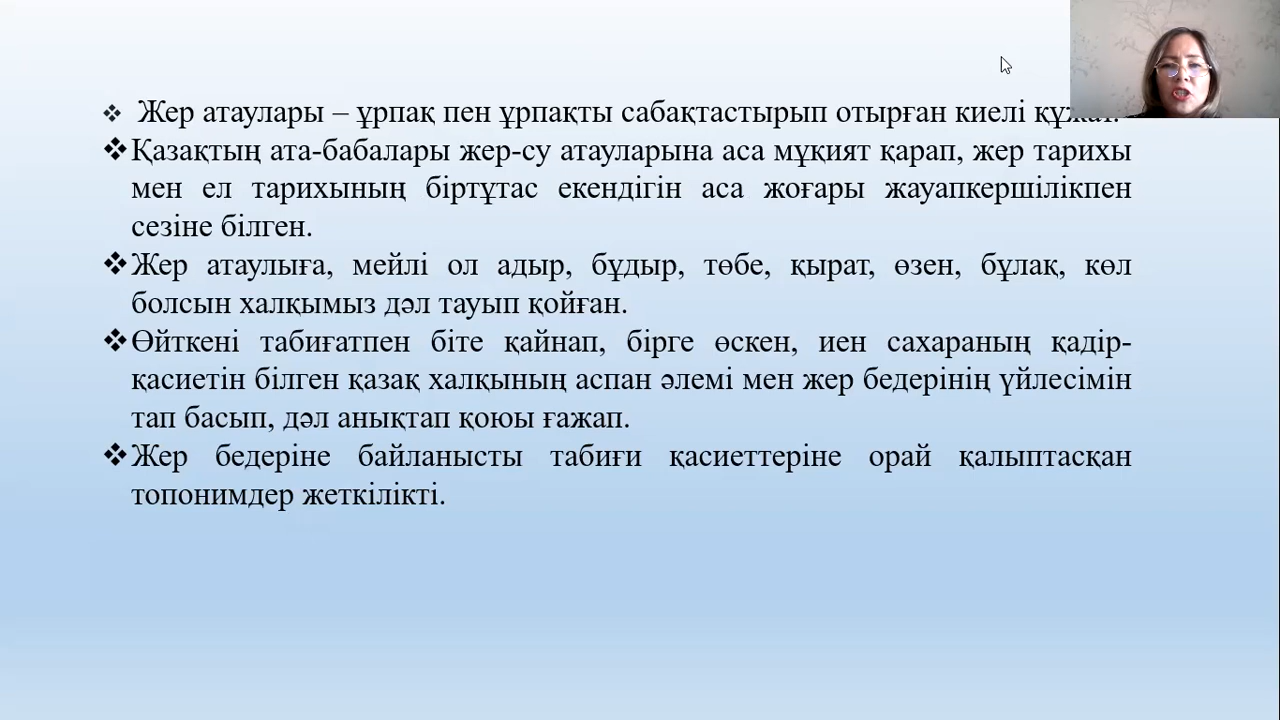 ❖ Жер атаулары – ұрпақ пен ұрпақты сабақтастырып отырған киелі
❖Қазақтың ата-бабалары жер-су атауларына аса мұқият қарап, жер тарихы
мен ел тарихының біртұтас екендігін аса жоғары жауапкершілікпен
сезіне білген.
❖Жер атаулыға, мейлі ол адыр, бұдыр, төбе, қырат, өзен, бұлақ, көл
болсын халқымыз дәл тауып қойған.
❖Өйткені табиғатпен біте қайнап, бірге өскен, иен сахараның қадір-
қасиетін білген қазақ халқының аспан әлемі мен жер бедерінің үйлесімін
тап басып, дәл анықтап қоюы ғажап.
❖Жер бедеріне байланысты табиғи қасиеттеріне орай қалыптасқан
топонимдер жеткілікті.